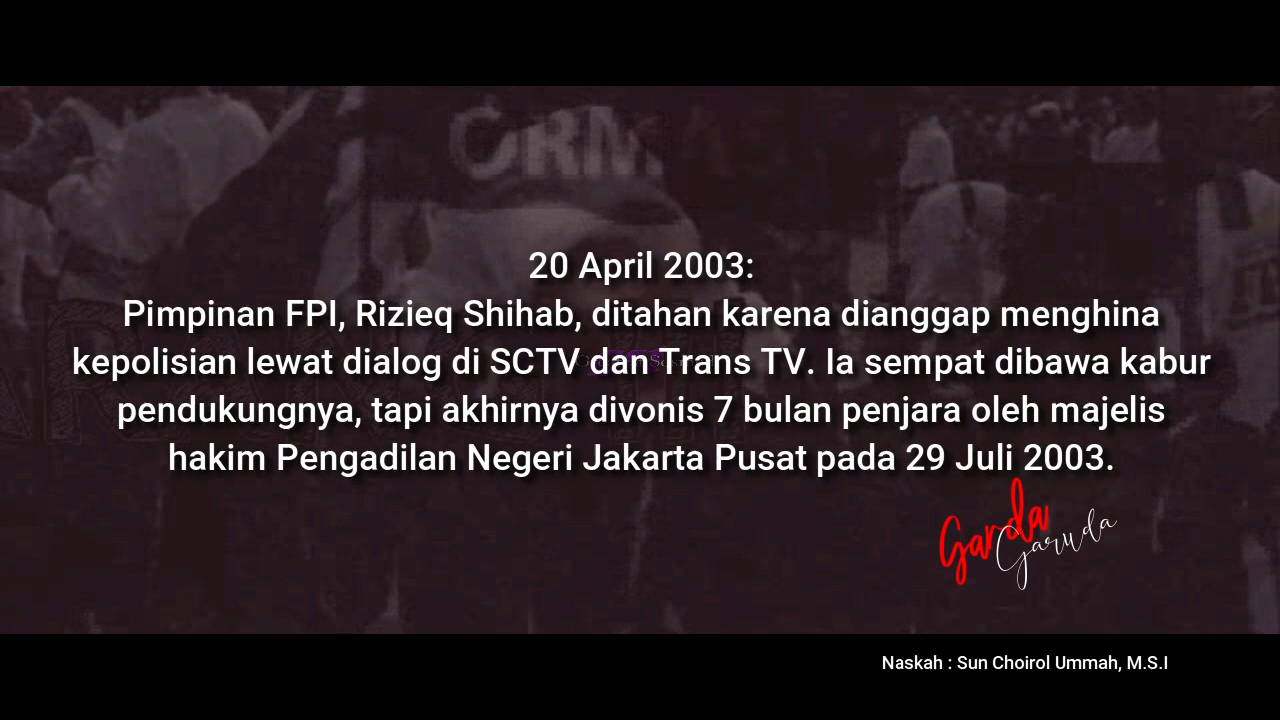 ORMAS
20 April 2003:
Pimpinan FPI, Rizieq Shihab, ditahan karena dianggap menghina
kepolisian lewat dialog di SCTV dan Trans TV. Ia sempat dibawa kabur
pendukungnya, tapi akhirnya divonis 7 bulan penjara oleh majelis
hakim Pengadilan Negeri Jakarta Pusat pada 29 Juli 2003.
Garda
Garuda
Naskah : Sun Choirol Ummah, M.S.I